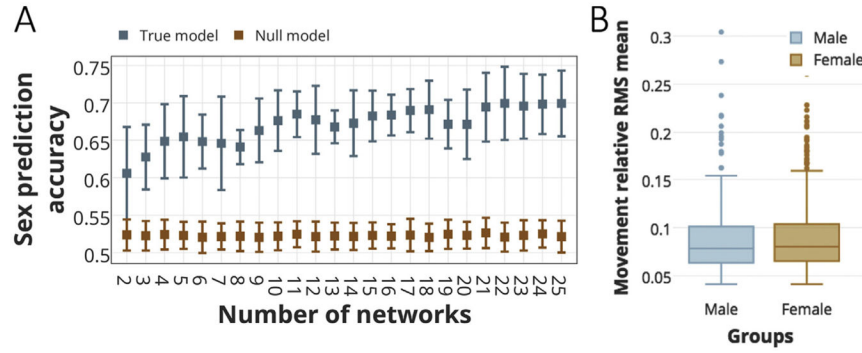 A
True model
Null model
Sex prediction
accuracy
0.75
0.7
0.65
0.6
0.55
0.5
2 3 4 5 6 7 8 9 10 11 12 13 14 15 16 17 18 19 20 21 22 23 24 25
Number of networks
B
Male
Female
Movement relative RMS mean
0.3
0.25
0.2
0.15
0.1
0.05
Male Female
Groups